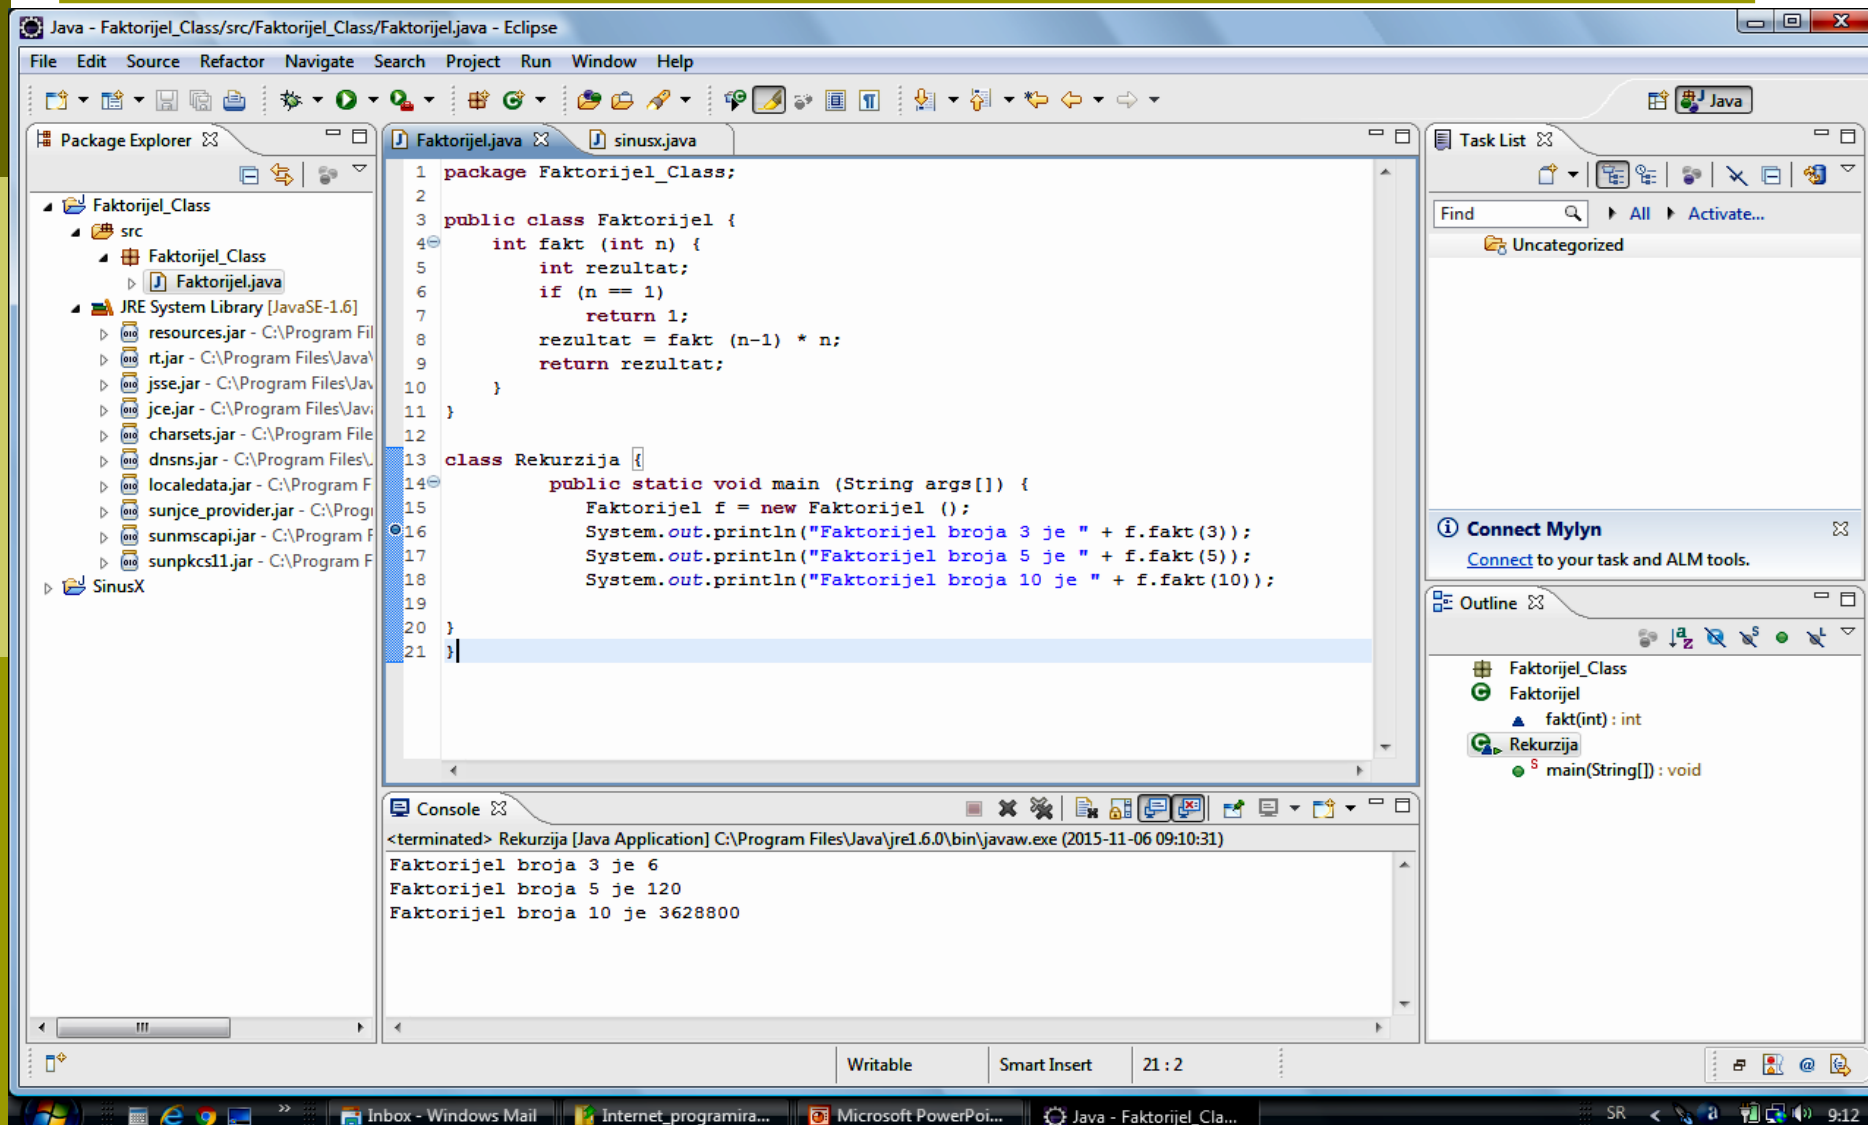 Java - Faktorijel_Class/src/Faktorijel_Class/Faktorijel.java - Eclipse
File Edit Source Refactor Navigate Search Project Run Window Help
Java
Package Explorer
Faktorijel_Class
src
Faktorijel_Class
Faktorijel.java
JRE System Library [JavaSE-1.6]
resources.jar - C:\Program Fil
rt.jar - C:\Program Files\Java\
jsse.jar - C:\Program Files\Jav
jce.jar - C:\Program Files\Java
charsets.jar - C:\Program File
dnsns.jar - C:\Program Files\
localedata.jar - C:\Program F
sunjce_provider.jar - C:\Progr
sunmscapi.jar - C:\Program F
sunpkcs11.jar - C:\Program F
SinusX
Faktorijel.java sinusx.java
1 package Faktorijel_Class;
2
3 public class Faktorijel {
4 int fakt (int n) {
5 int rezultat;
6 if (n == 1)
7 return 1;
8 rezultat = fakt (n-1) * n;
9 return rezultat;
10 }
11 }
12
13 class Rekurzija {
14 public static void main (String args[]) {
15 Faktorijel f = new Faktorijel ();
16 System.out.println("Faktorijel broja 3 je " + f.fakt(3));
17 System.out.println("Faktorijel broja 5 je " + f.fakt(5));
18 System.out.println("Faktorijel broja 10 je " + f.fakt(10));
19
20 }
21 }
Console
<terminated> Rekurzija [Java Application] C:\Program Files\Java\jre1.6.0\bin\javaw.exe (2015-11-06 09:10:31)
Faktorijel broja 3 je 6
Faktorijel broja 5 je 120
Faktorijel broja 10 je 3628800
Task List
Find All Activate...
Uncategorized
Connect Mylyn
Connect to your task and ALM tools.
Outline
Faktorijel_Class
Faktorijel
fakt(int) : int
Rekurzija
main(String[]) : void
Writable Smart Insert 21 : 2
Inbox - Windows Mail Internet_programira... Microsoft PowerPoi... Java - Faktorijel_Cla... SR 9:12